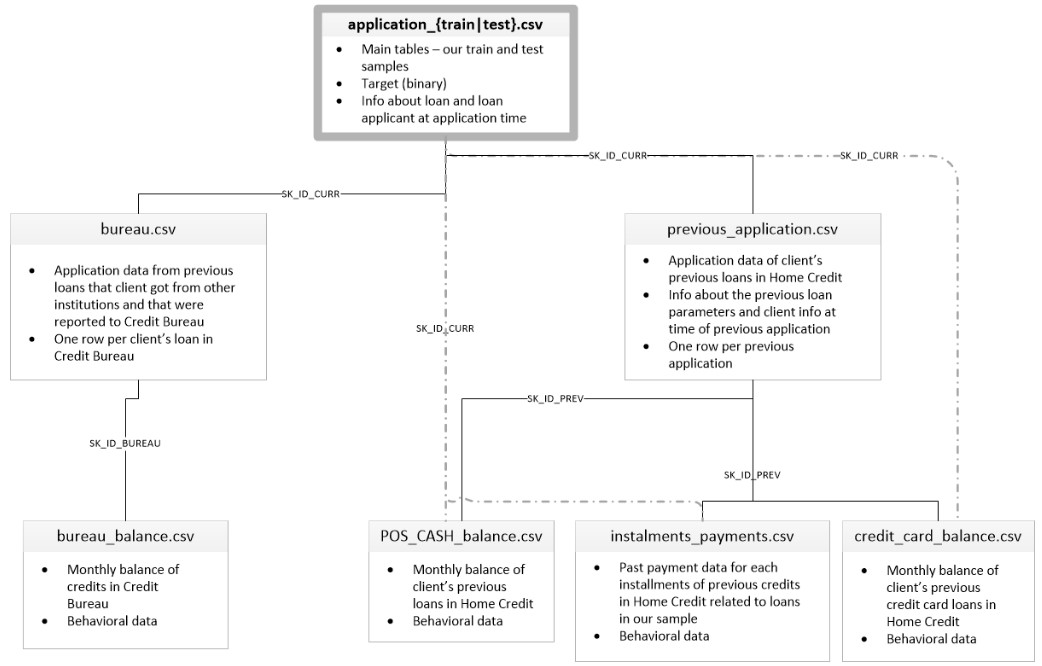 application_{train|test}.csv
• Main tables – our train and test
samples
• Target (binary)
• Info about loan and loan
applicant at application time
SK_ID_CURR
SK_ID_CURR
SK_ID_CURR
bureau.csv
• Application data from previous
loans that client got from other
institutions and that were
reported to Credit Bureau
• One row per client's loan in
Credit Bureau
previous_application.csv
• Application data of client's
previous loans in Home Credit
• Info about the previous loan
parameters and client info at
time of previous application
• One row per previous
application
SK_ID_CURR
SK_ID_PREV
SK_ID_BUREAU
SK_ID_PREV
bureau_balance.csv
• Monthly balance of
credits in Credit
Bureau
• Behavioral data
POS_CASH_balance.csv
• Monthly balance of
client's previous
loans in Home Credit
• Behavioral data
instalments_payments.csv
• Past payment data for each
installments of previous credits
in Home Credit related to loans
in our sample
• Behavioral data
credit_card_balance.csv
• Monthly balance of
client's previous
credit card loans in
Home Credit
• Behavioral data